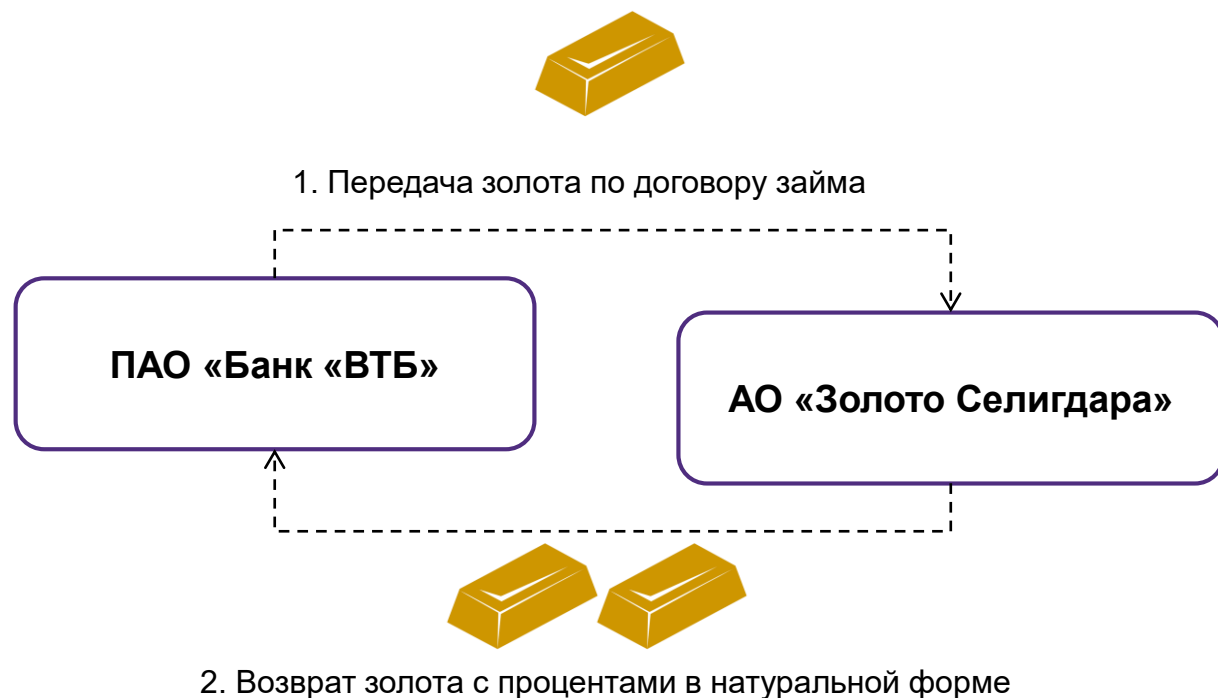 1. Передача золота по договору займа
ПАО «Банк «ВТБ»
АО «Золото Селигдара»
2. Возврат золота с процентами в натуральной форме